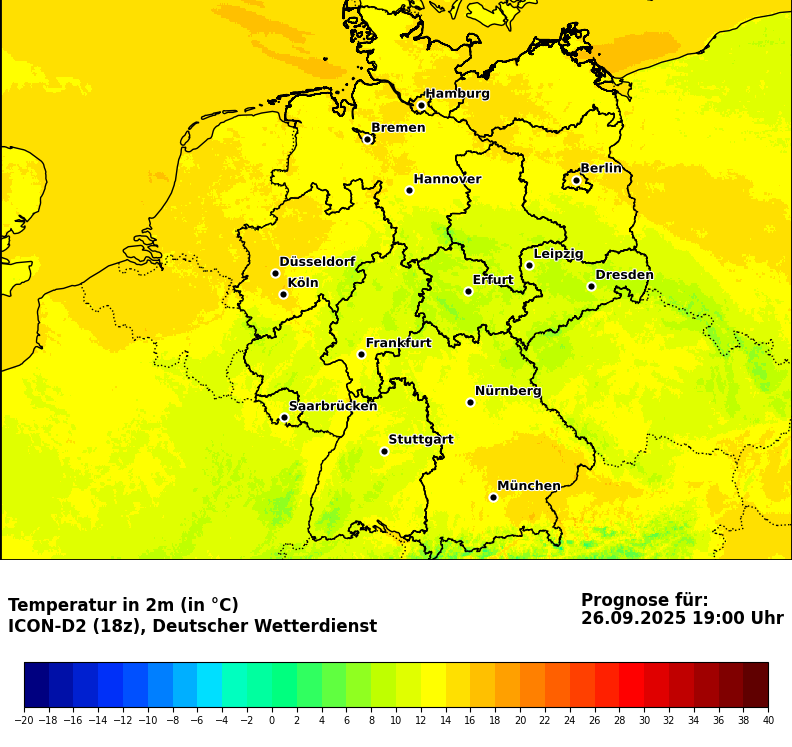 Hamburg
Bremen
Berlin
Hannover
Leipzig
Düsseldorf
Dresden
Köln
Erfurt
Frankfurt
Nürnberg
Saarbrücken
Stuttgart
München
Temperatur in 2m (in °C)
ICON-D2 (18z), Deutscher Wetterdienst
Prognose für:
26.09.2025 19:00 Uhr
−20 −18 −16 −14 −12 −10 −8 −6 −4 −2 0 2 4 6 8 10 12 14 16 18 20 22 24 26 28 30 32 34 36 38 40